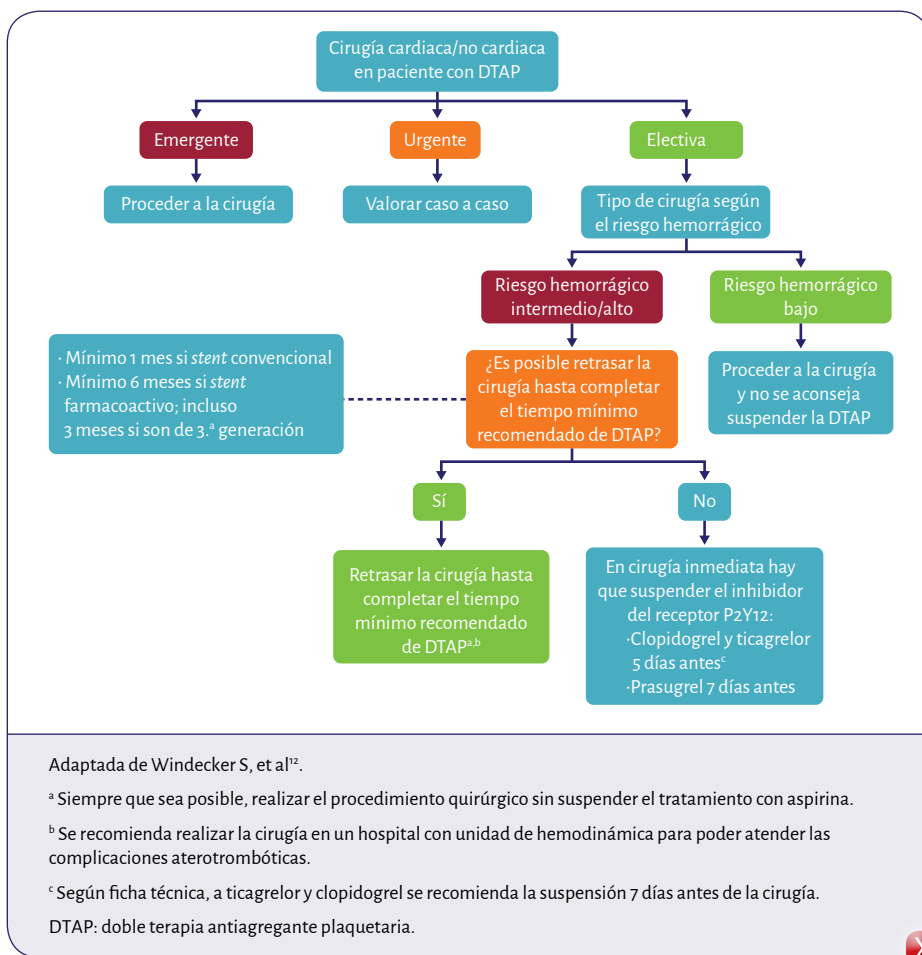 Cirugía cardiaca/no cardiaca
en paciente con DTAP
Emergente
Urgente
Electiva
Proceder a la cirugía
Valorar caso a caso
Tipo de cirugía según
el riesgo hemorrágico
Riesgo hemorrágico
intermedio/alto
Riesgo hemorrágico
bajo
· Mínimo 1 mes si stent convencional
· Mínimo 6 meses si stent
farmacoactivo; incluso
3 meses si son de 3.ª generación
¿Es posible retrasar la
cirugía hasta completar
el tiempo mínimo
recomendado de DTAP?
Proceder a la cirugía
y no se aconseja
suspender la DTAP
Sí
No
Retrasar la cirugía hasta
completar el tiempo
mínimo recomendado
de DTAPa,b
En cirugía inmediata hay
que suspender el inhibidor
del receptor P2Y12:
·Clopidogrel y ticagrelor
5 días antesc
·Prasugrel 7 días antes
Adaptada de Windecker S, et al12.
a Siempre que sea posible, realizar el procedimiento quirúrgico sin suspender el tratamiento con aspirina.
b Se recomienda realizar la cirugía en un hospital con unidad de hemodinámica para poder atender las
complicaciones aterotrombóticas.
c Según ficha técnica, a ticagrelor y clopidogrel se recomienda la suspensión 7 días antes de la cirugía.
DTAP: doble terapia antiagregante plaquetaria.